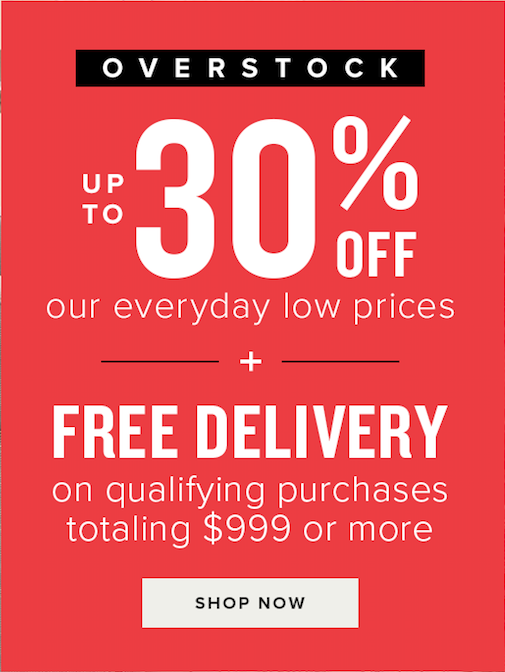 OVERSTOCK
UP TO 30% OFF
our everyday low prices
+
FREE DELIVERY
on qualifying purchases
totaling $999 or more
SHOP NOW